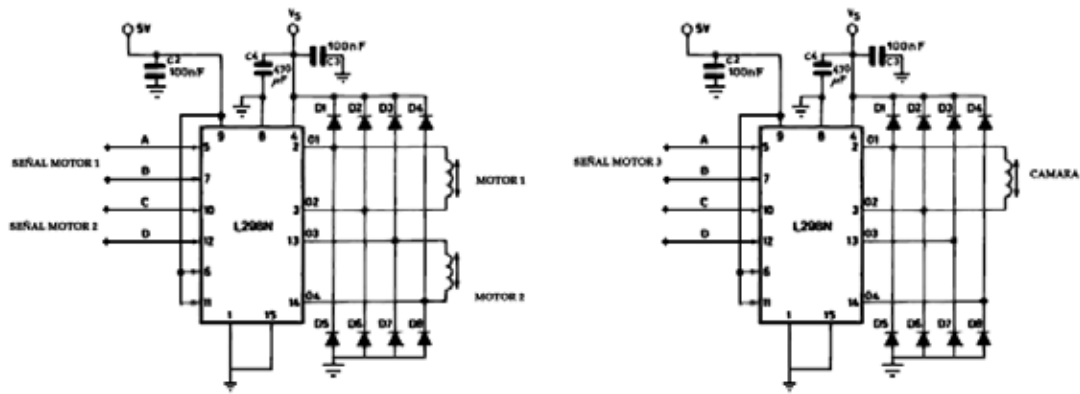 5V
C2
100nF
Vs
C4
470
µF
100nF
C3
D1 D2 D3 D4
9 8 4
SEÑAL MOTOR 1
A
5
B
7
SEÑAL MOTOR 2
C
10
D
12
6
11
L298N
2 O1
3 O2
13 O3
14 O4
MOTOR 1
MOTOR 2
1 15
D5 D6 D7 D8
5V
C2
100nF
Vs
C4
470
µF
100nF
C3
D1 D2 D3 D4
9 8 4
SEÑAL MOTOR 3
A
5
B
7
C
10
D
12
6
11
L298N
2 O1
3 O2
13 O3
14 O4
CAMARA
1 15
D5 D6 D7 D8